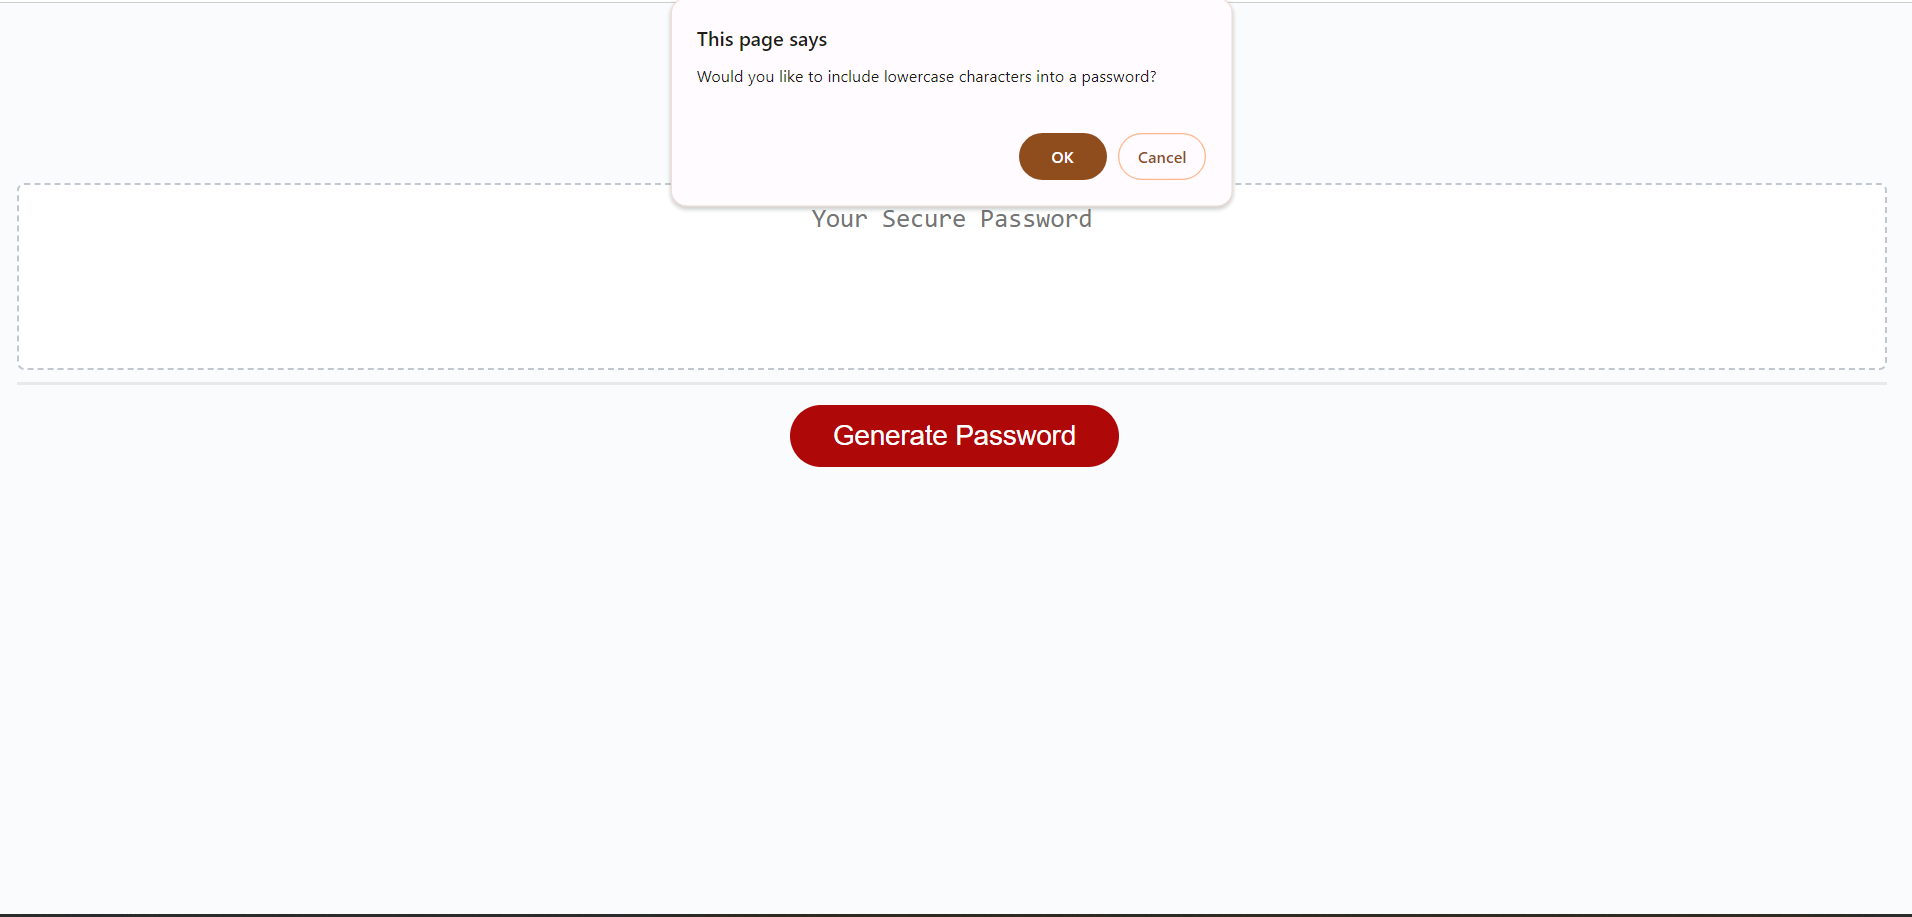 This page says
Would you like to include lowercase characters into a password?
OK
Cancel
Your Secure Password
Generate Password